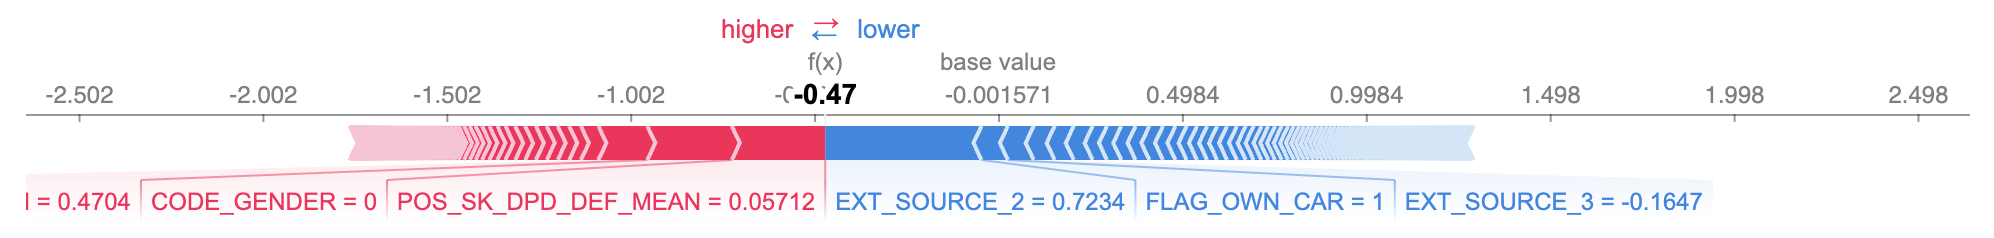 higher ⇄ lower
f(x) base value
-2.502 -2.002 -1.502 -1.002 -0.47 -0.001571 0.4984 0.9984 1.498 1.998 2.498
= 0.4704 CODE_GENDER = 0 POS_SK_DPD_DEF_MEAN = 0.05712 EXT_SOURCE_2 = 0.7234 FLAG_OWN_CAR = 1 EXT_SOURCE_3 = -0.1647